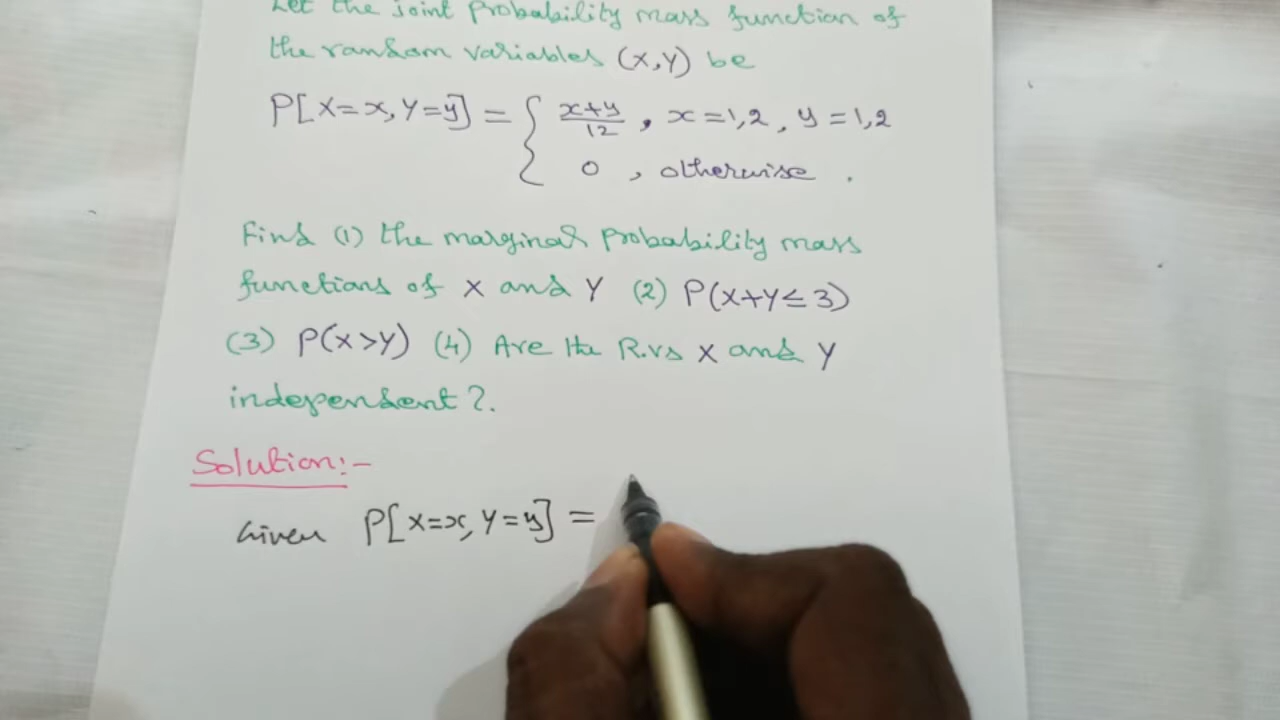 Let the joint probability mass function of
the random variables (X,Y) be
P[X=x, Y=y] = { x+y/12 , x=1,2 , y=1,2
0 , otherwise .
Find (1) the marginal probability mass
functions of X and Y (2) P(X+Y≤3)
(3) P(X>Y) (4) Are the R.vs X and Y
independent?.
Solution:-
Given P[X=x, Y=y] =